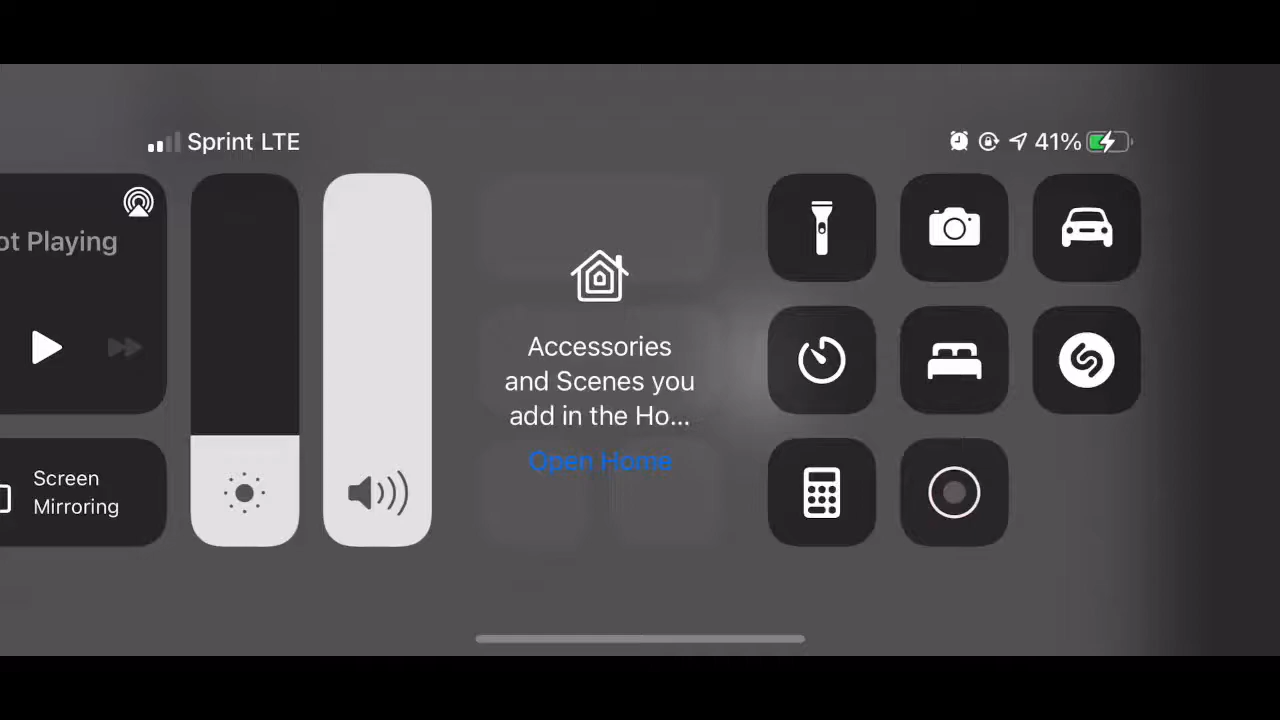 Sprint LTE
41%
ot Playing
Screen
Mirroring
Accessories
and Scenes you
add in the Ho...
Open Home